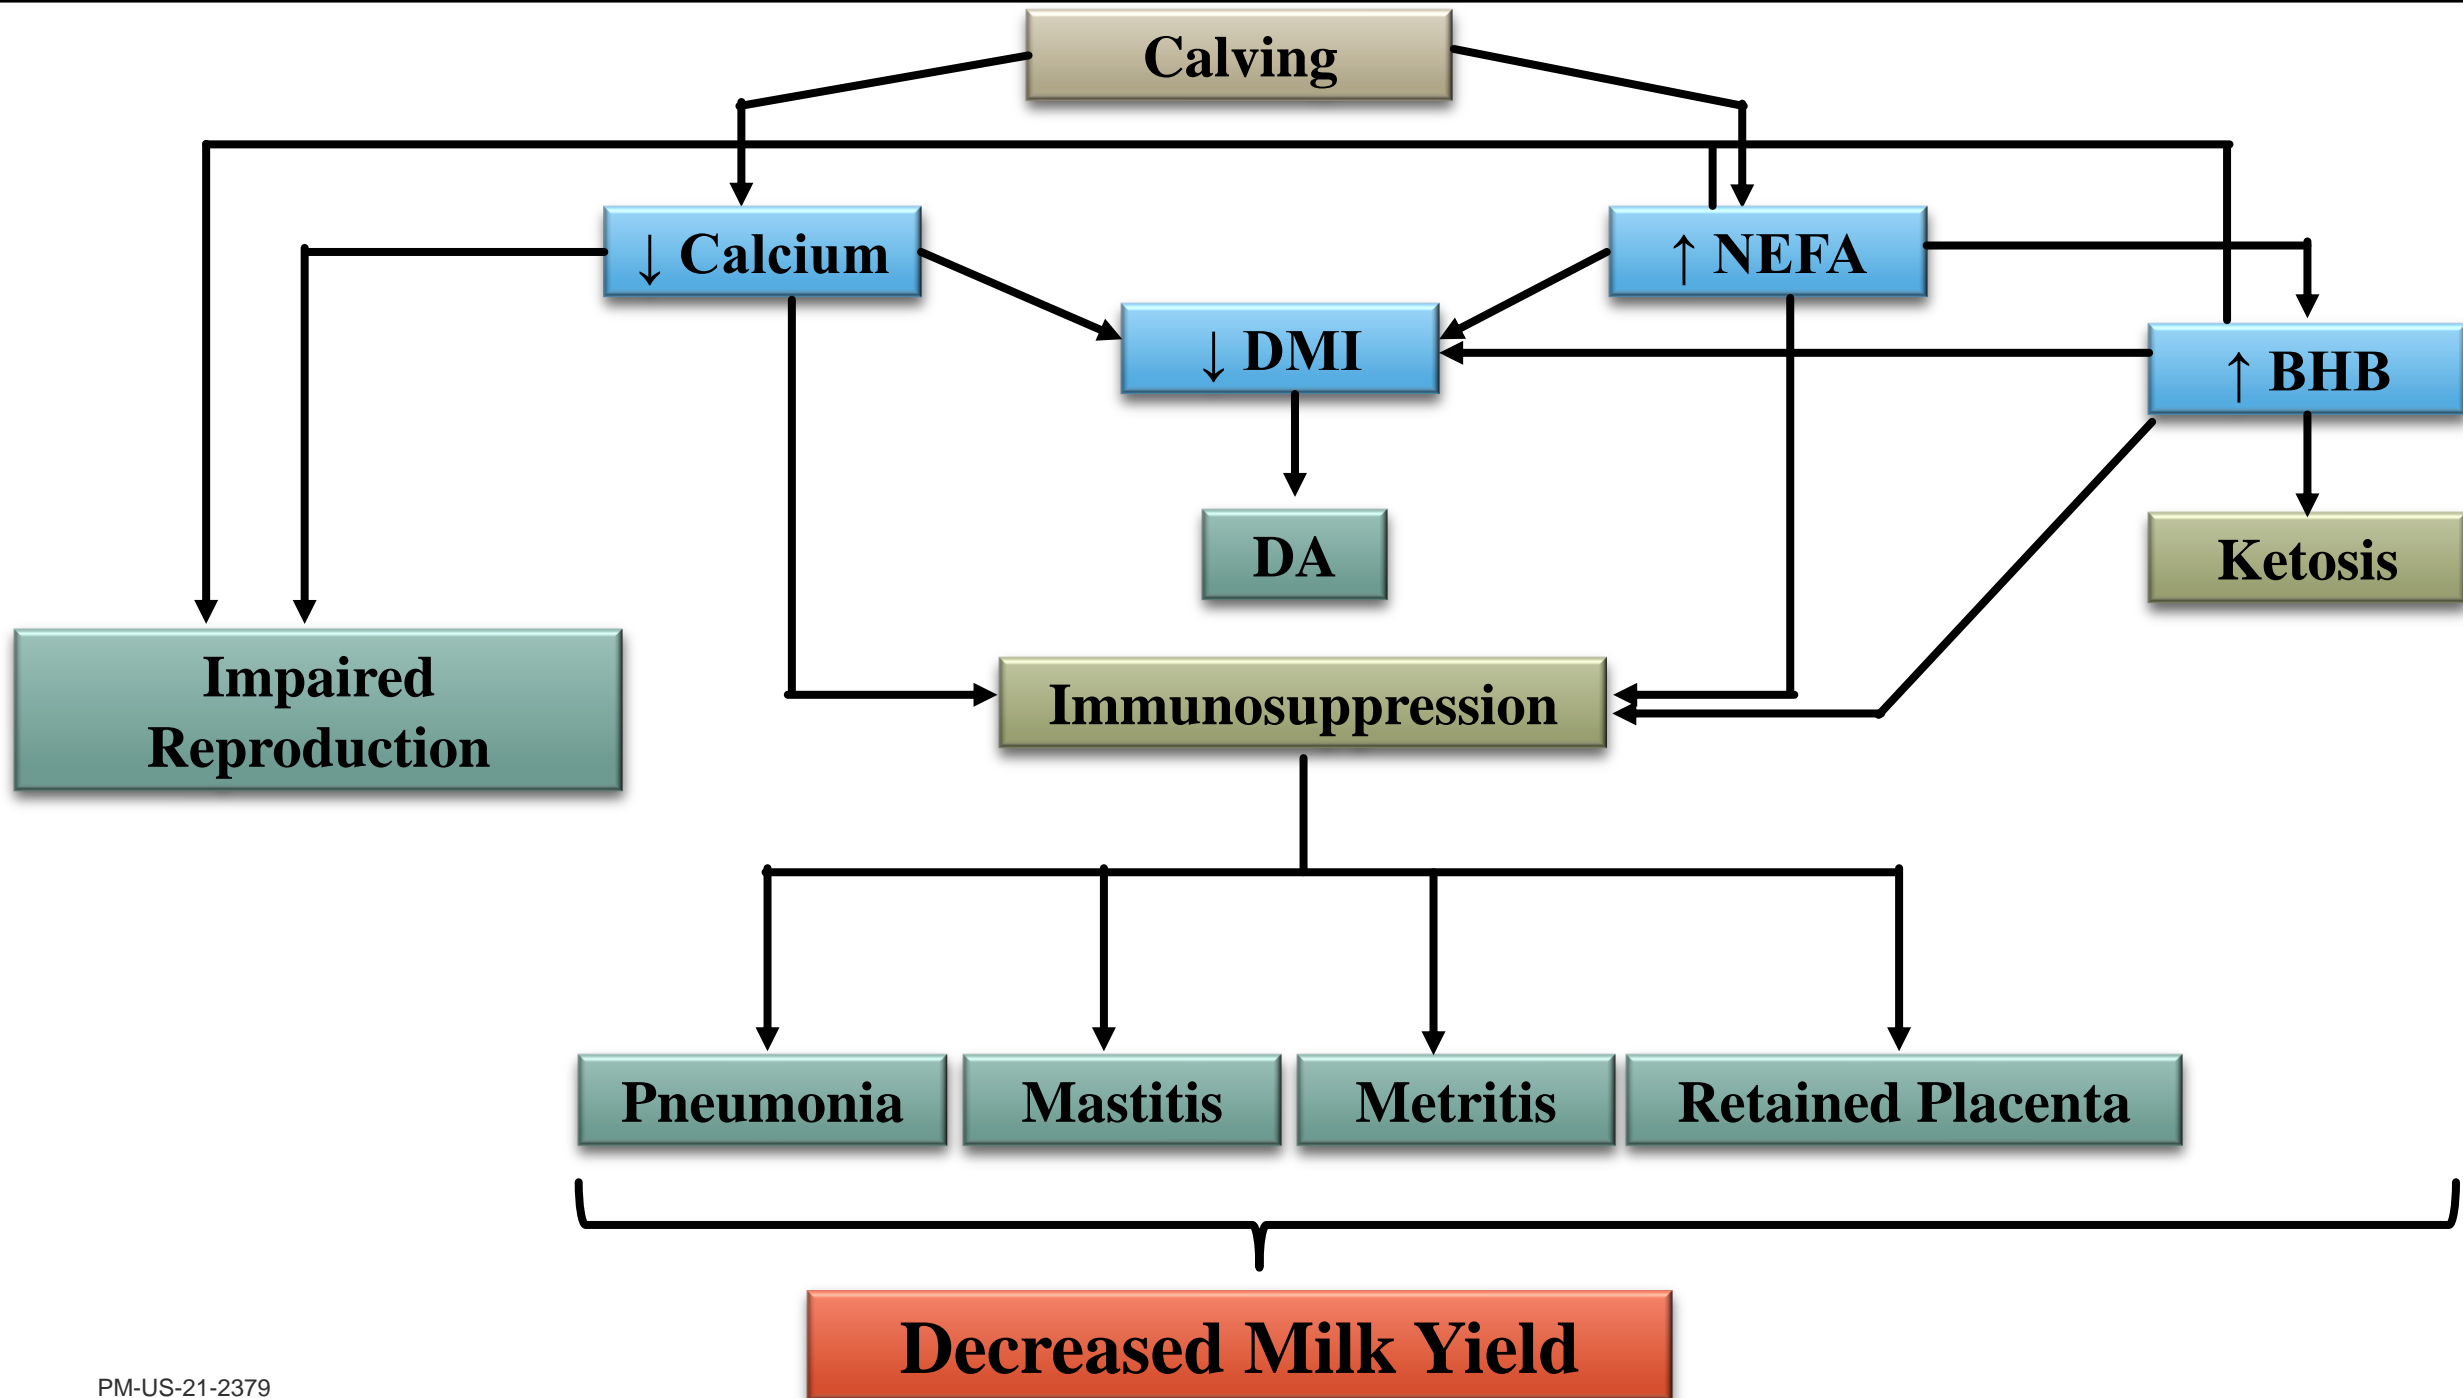 Calving
↓ Calcium
↑ NEFA
↓ DMI
↑ BHB
DA
Ketosis
Impaired
Reproduction
Immunosuppression
Pneumonia
Mastitis
Metritis
Retained Placenta
Decreased Milk Yield
PM-US-21-2379